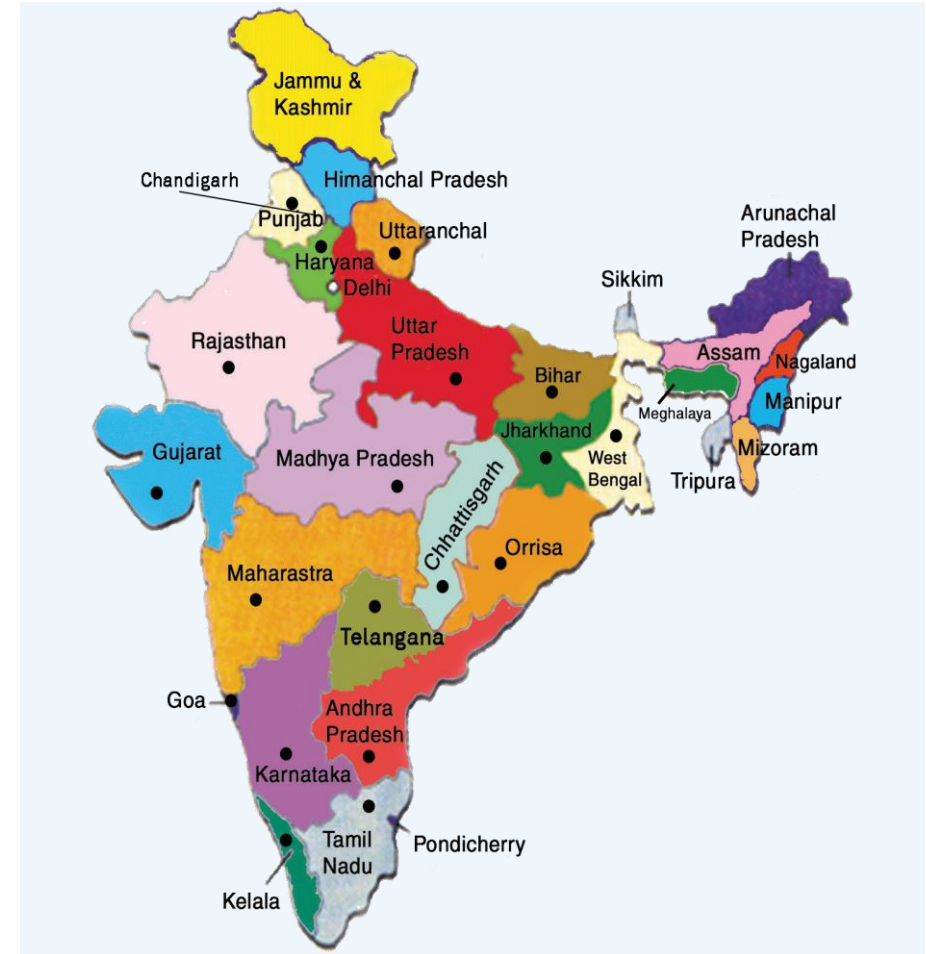 Jammu &
Kashmir
Chandigarh
Himanchal Pradesh
Punjab
Uttaranchal
Arunachal
Pradesh
Haryana
Delhi
Sikkim
Rajasthan
Uttar
Pradesh
Assam
Nagaland
Bihar
Meghalaya
Manipur
Gujarat
Madhya Pradesh
Jharkhand
West
Bengal
Mizoram
Tripura
Chhattisgarh
Orrisa
Maharastra
Telangana
Goa
Andhra
Pradesh
Karnataka
Tamil
Nadu
Pondicherry
Kelala